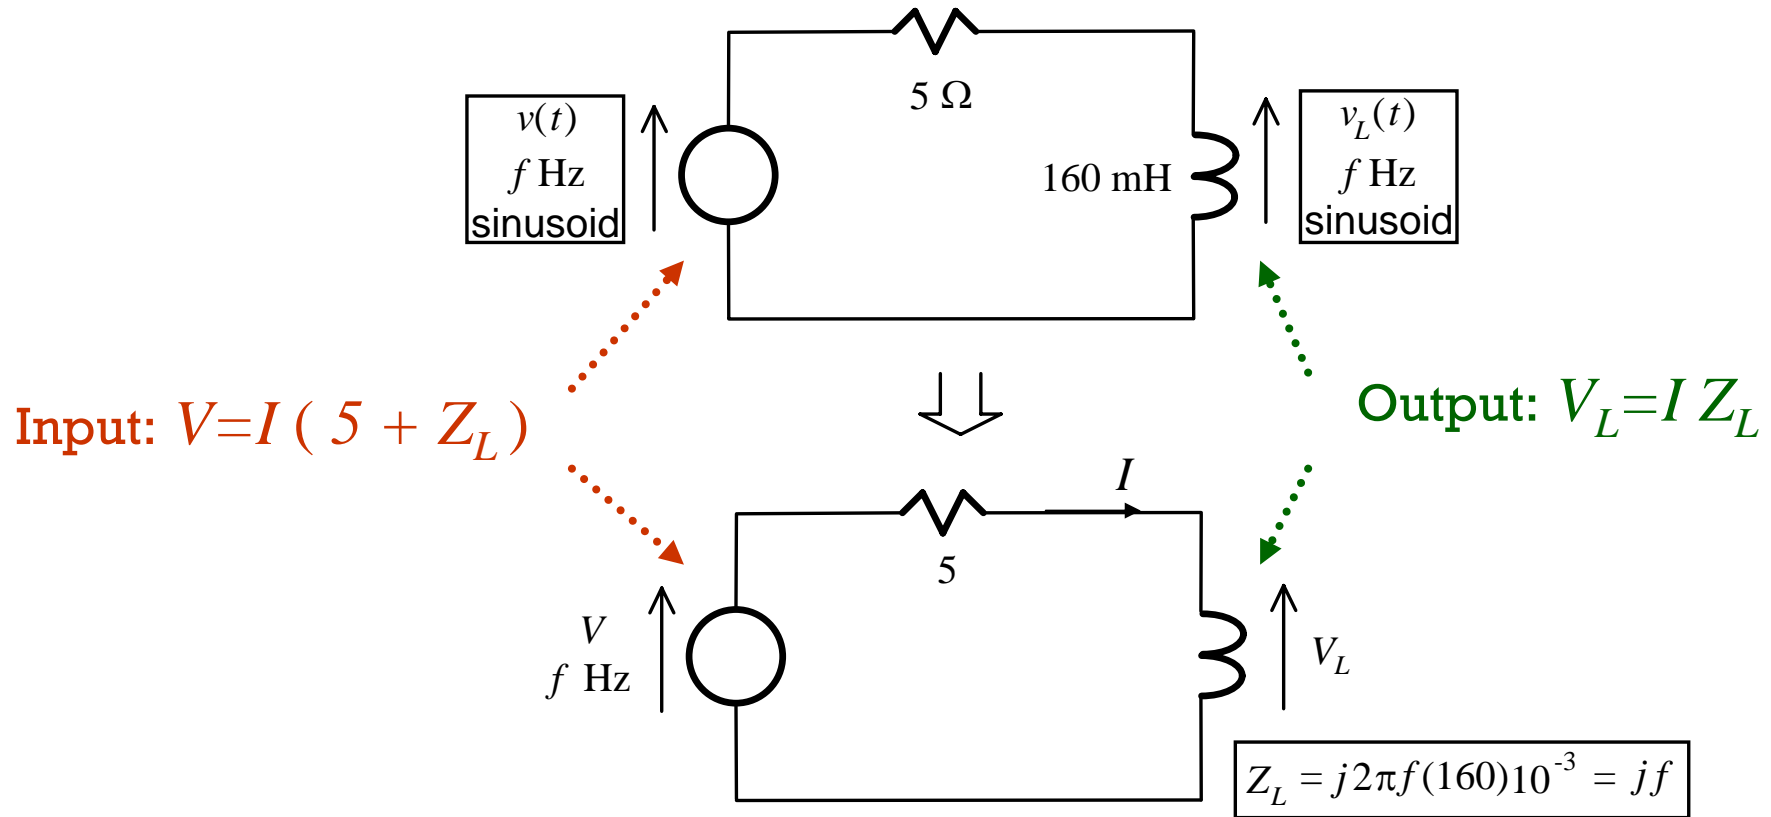 5 Ω
v(t)
f Hz
sinusoid
160 mH
v_L(t)
f Hz
sinusoid
Input: V=I ( 5 + Z_L )
Output: V_L=I Z_L
I
5
V
f Hz
V_L
Z_L = j2πf(160)10^-3 = jf